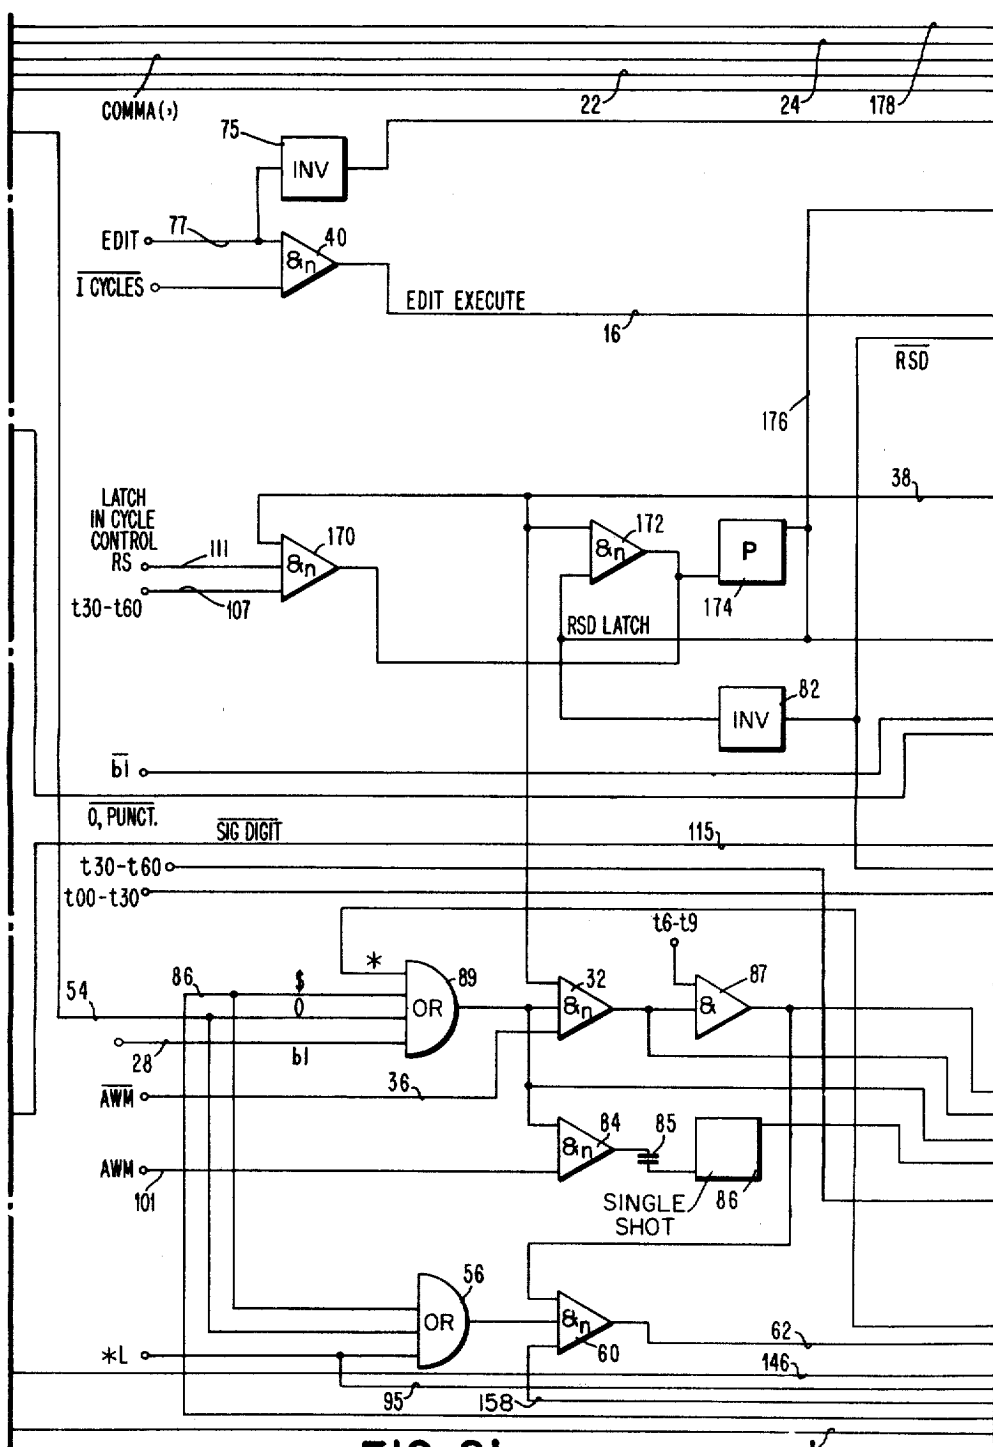 COMMA(,)
22
24
178
75
INV
EDIT
77
40
&n
I CYCLES
EDIT EXECUTE
16
RSD
176
38
LATCH
IN CYCLE
CONTROL
RS
111
170
&n
172
&n
P
174
t30-t60
107
RSD LATCH
82
INV
b1
0, PUNCT.
SIG DIGIT
115
t30-t60
t00-t30
t6-t9
*
86
$
89
32
87
54
0
OR
&n
&
28
b1
AWM
36
84
85
&n
AWM
101
SINGLE
SHOT
86
56
OR
&n
60
62
*L
146
95
158